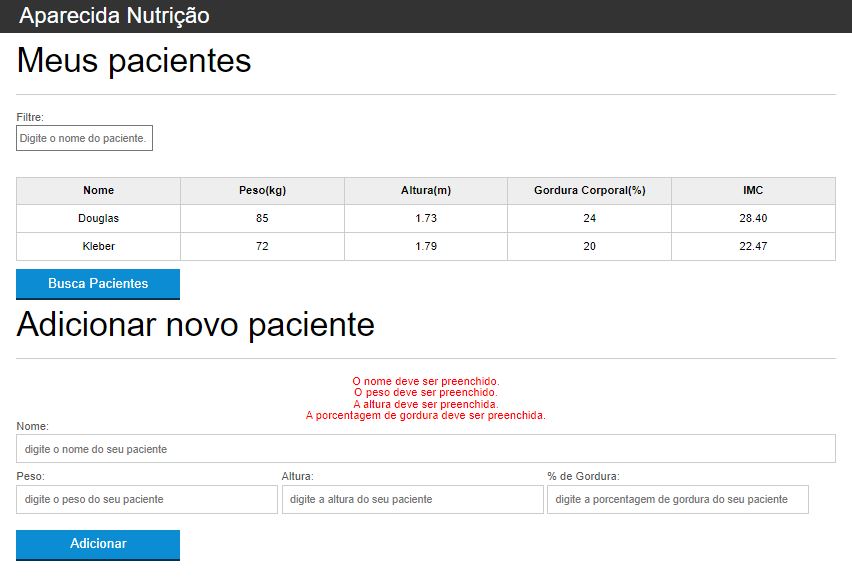 Aparecida Nutrição
Meus pacientes
Filtre:
Digite o nome do paciente.
Nome Peso(kg) Altura(m) Gordura Corporal(%) IMC
Douglas 85 1.73 24 28.40
Kleber 72 1.79 20 22.47
Busca Pacientes
Adicionar novo paciente
O nome deve ser preenchido.
O peso deve ser preenchido.
A altura deve ser preenchida.
A porcentagem de gordura deve ser preenchida.
Nome:
digite o nome do seu paciente
Peso: Altura: % de Gordura:
digite o peso do seu paciente digite a altura do seu paciente digite a porcentagem de gordura do seu paciente
Adicionar